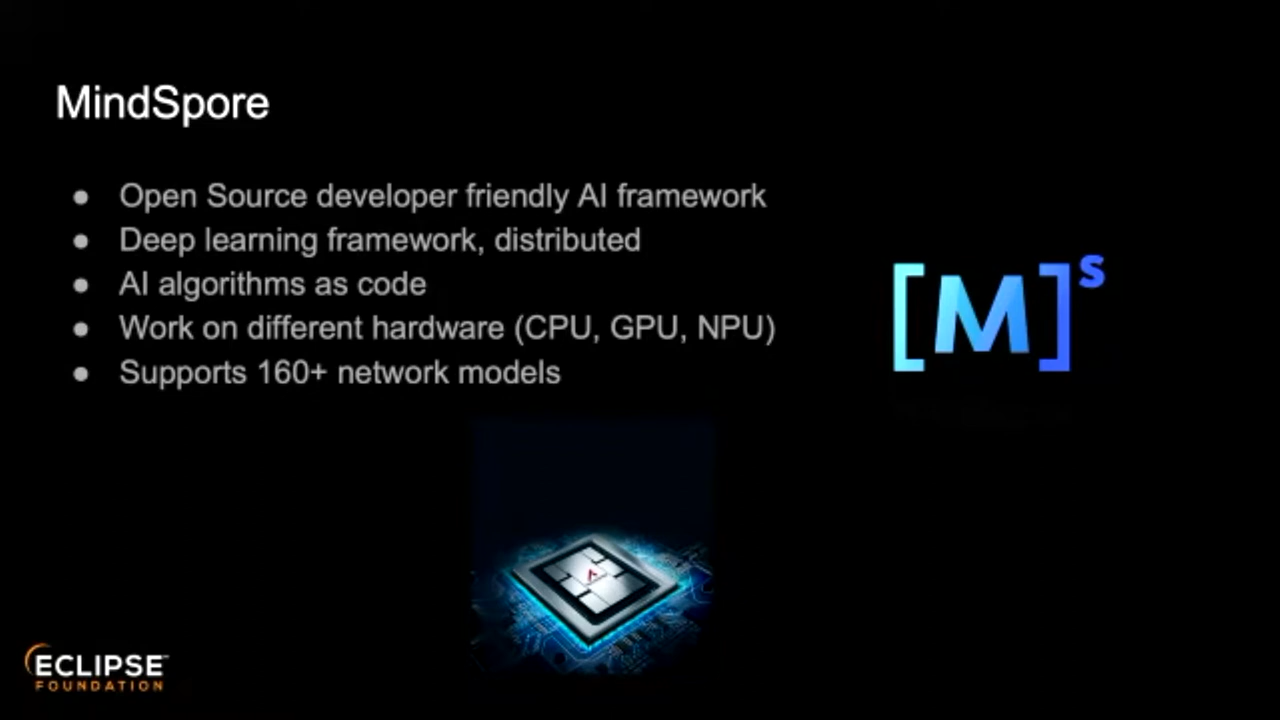 MindSpore
● Open Source developer friendly AI framework
● Deep learning framework, distributed
● AI algorithms as code
● Work on different hardware (CPU, GPU, NPU)
● Supports 160+ network models
[M]s
ECLIPSE™
FOUNDATION